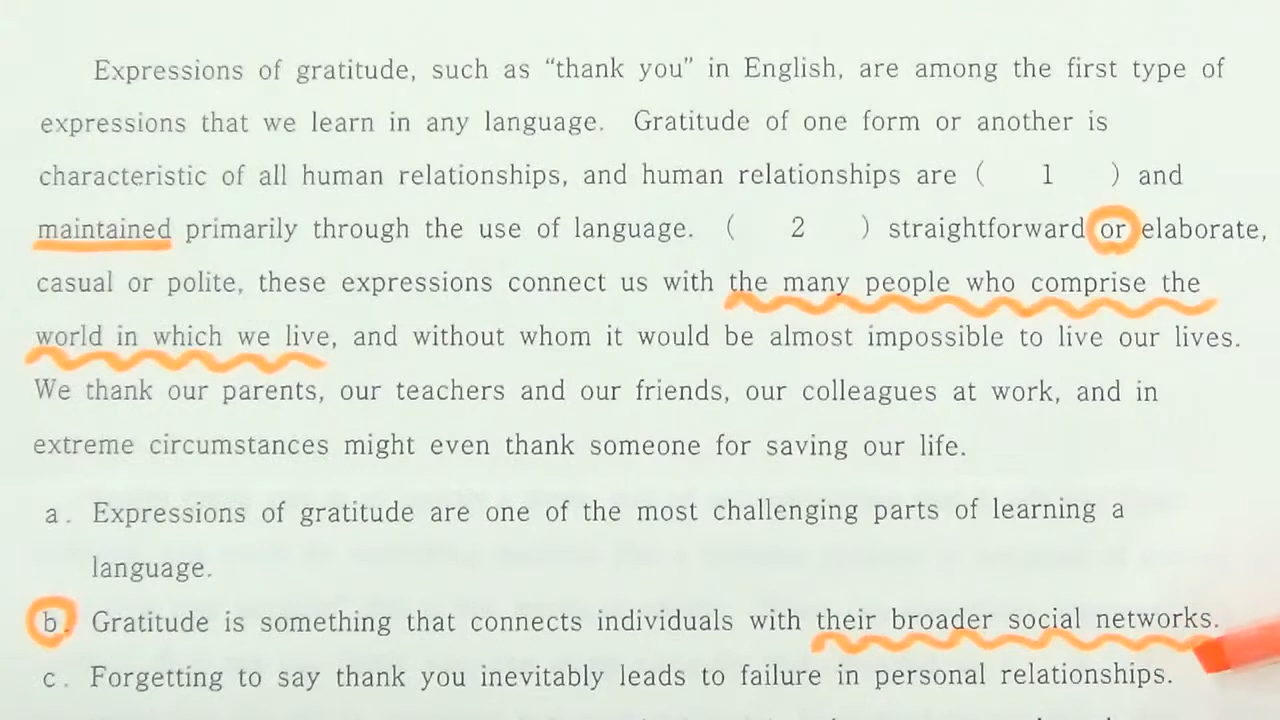 Expressions of gratitude, such as “thank you” in English, are among the first type of
expressions that we learn in any language. Gratitude of one form or another is
characteristic of all human relationships, and human relationships are ( 1 ) and
maintained primarily through the use of language. ( 2 ) straightforward or elaborate,
casual or polite, these expressions connect us with the many people who comprise the
world in which we live, and without whom it would be almost impossible to live our lives.
We thank our parents, our teachers and our friends, our colleagues at work, and in
extreme circumstances might even thank someone for saving our life.
a. Expressions of gratitude are one of the most challenging parts of learning a
language.
b. Gratitude is something that connects individuals with their broader social networks.
c. Forgetting to say thank you inevitably leads to failure in personal relationships.